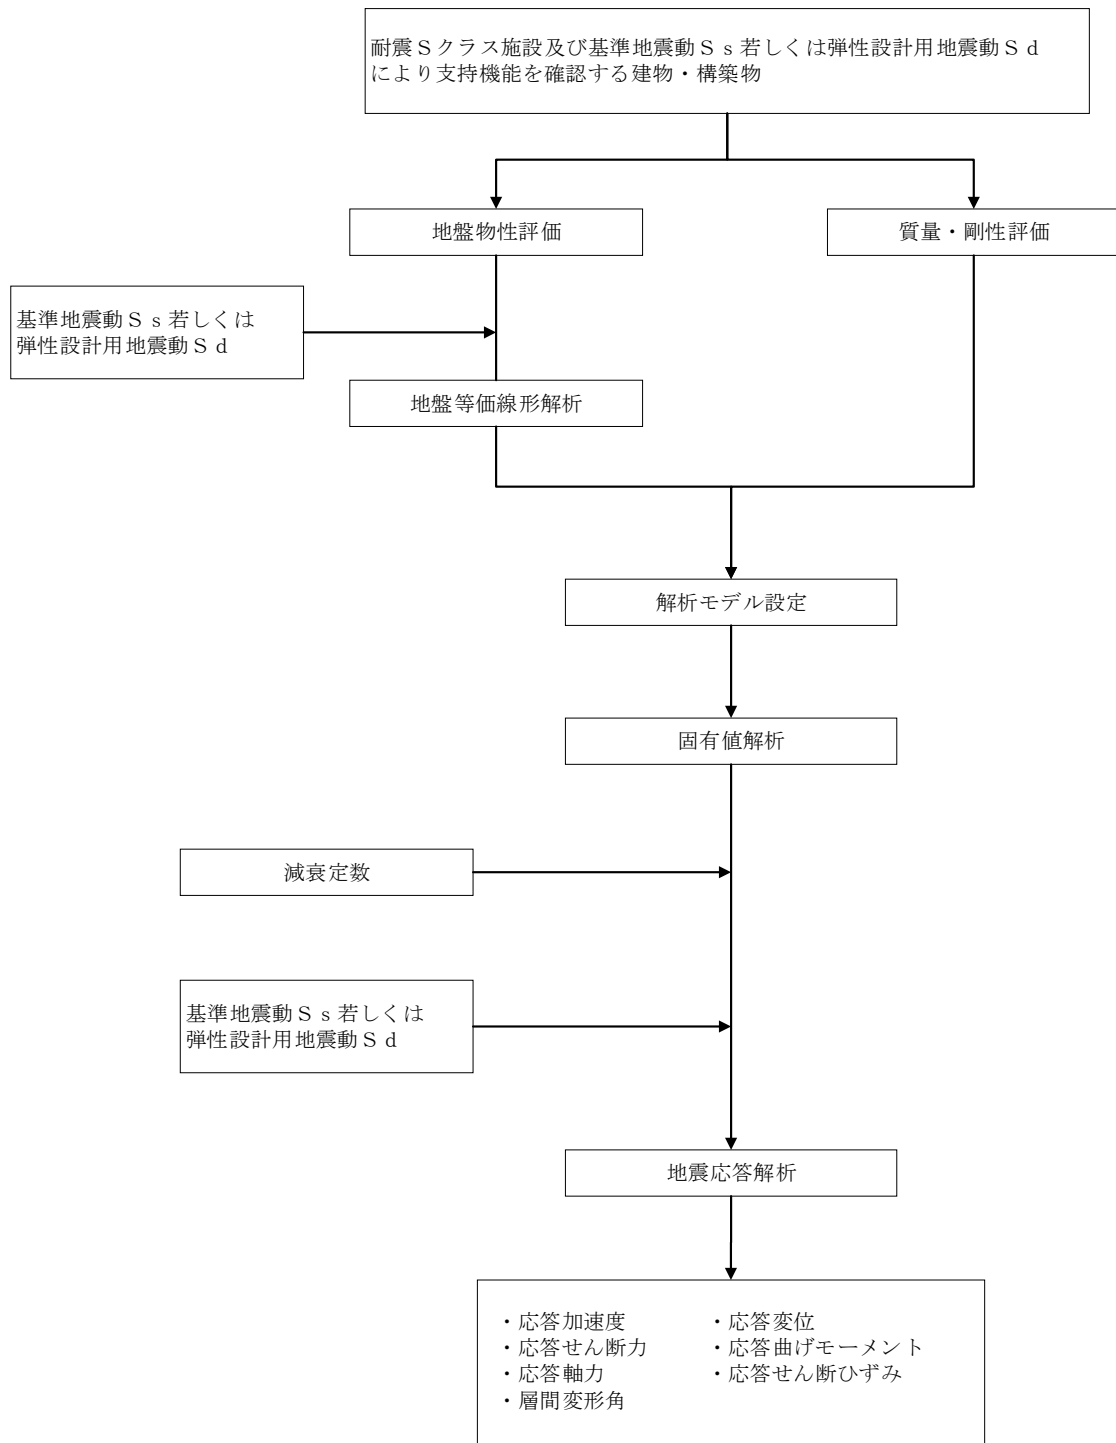 耐震Ｓクラス施設及び基準地震動Ｓｓ若しくは弾性設計用地震動Ｓｄ
により支持機能を確認する建物・構築物
地盤物性評価
質量・剛性評価
基準地震動Ｓｓ若しくは
弾性設計用地震動Ｓｄ
地盤等価線形解析
解析モデル設定
固有値解析
減衰定数
基準地震動Ｓｓ若しくは
弾性設計用地震動Ｓｄ
地震応答解析
・応答加速度 ・応答変位
・応答せん断力 ・応答曲げモーメント
・応答軸力 ・応答せん断ひずみ
・層間変形角